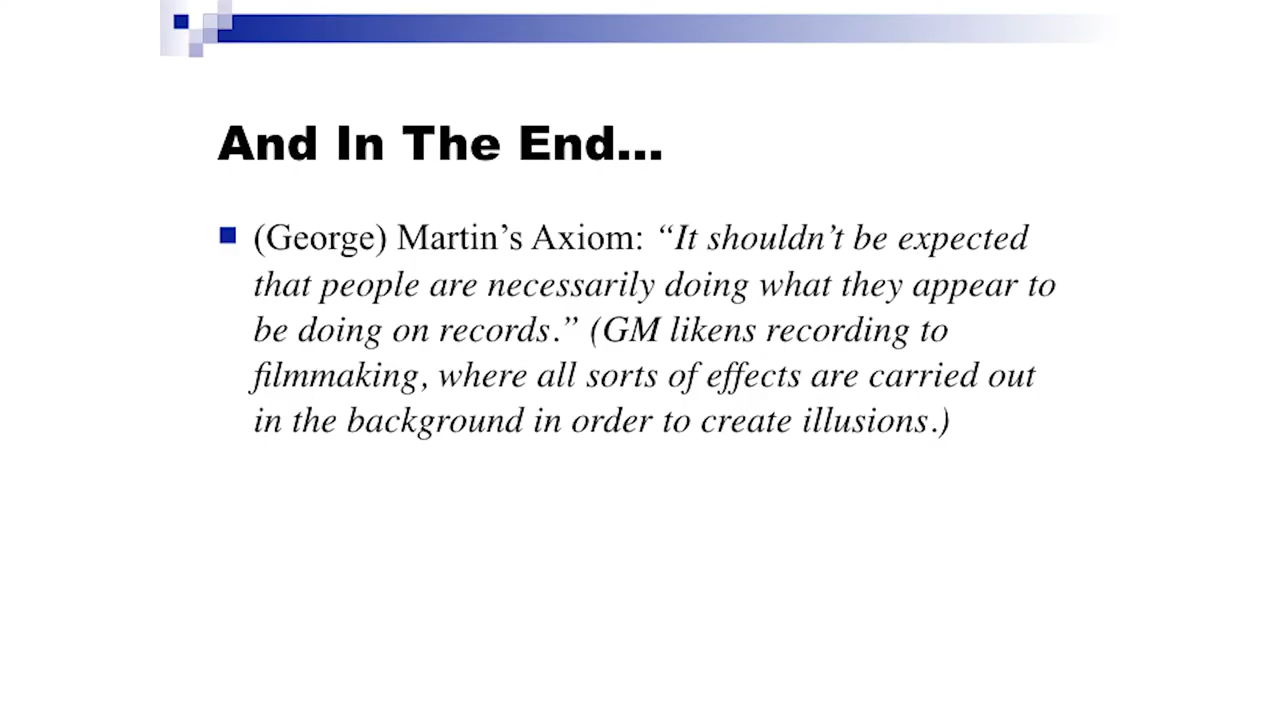 And In The End...
(George) Martin’s Axiom: “It shouldn’t be expected
that people are necessarily doing what they appear to
be doing on records.” (GM likens recording to
filmmaking, where all sorts of effects are carried out
in the background in order to create illusions.)